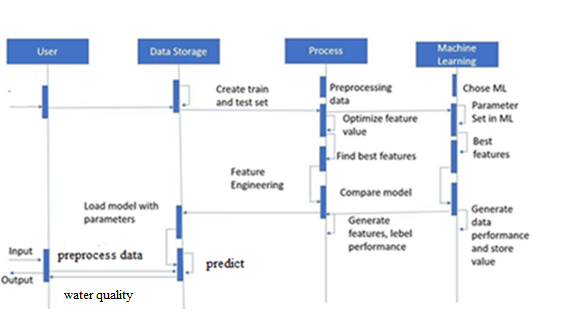 User
Data Storage
Process
Machine
Learning
Create train
and test set
Preprocessing
data
Chose ML
Parameter
Set in ML
Optimize feature
value
Best
features
Find best features
Feature
Engineering
Compare model
Load model with
parameters
Generate
features, lebel
performance
Generate
data
performance
and store
value
Input
preprocess data
predict
Output
water quality